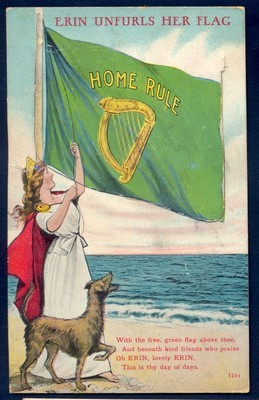 ERIN UNFURLS HER FLAG
HOME RULE
With the free, green flag above thee,
And beneath kind friends who praise
Oh ERIN, lovely ERIN,
This is thy day of days.